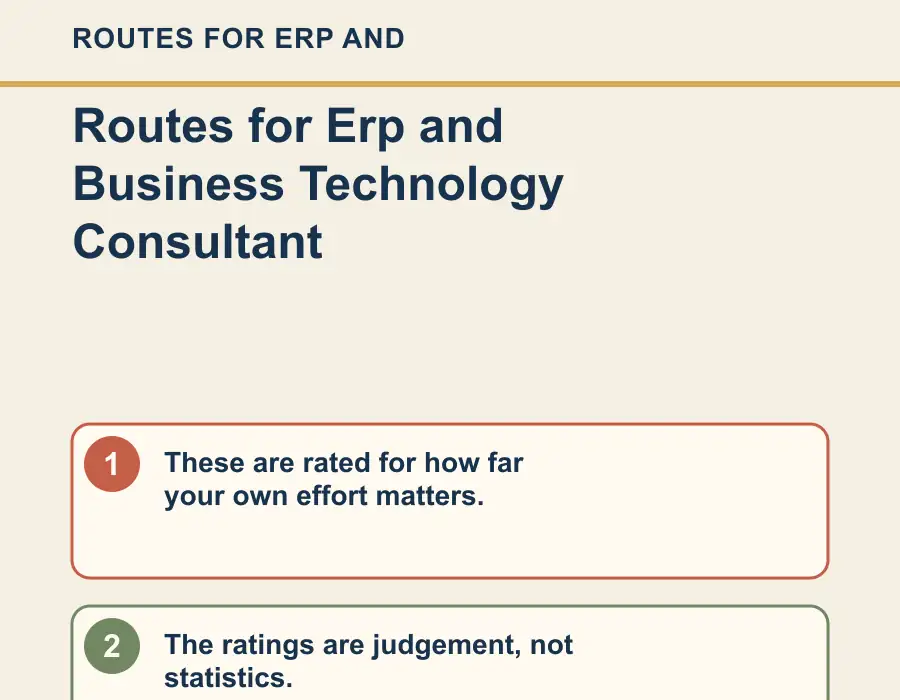 ROUTES FOR ERP AND
Routes for Erp and
Business Technology
Consultant
1
These are rated for how far
your own effort matters.
2
The ratings are judgement, not
statistics.